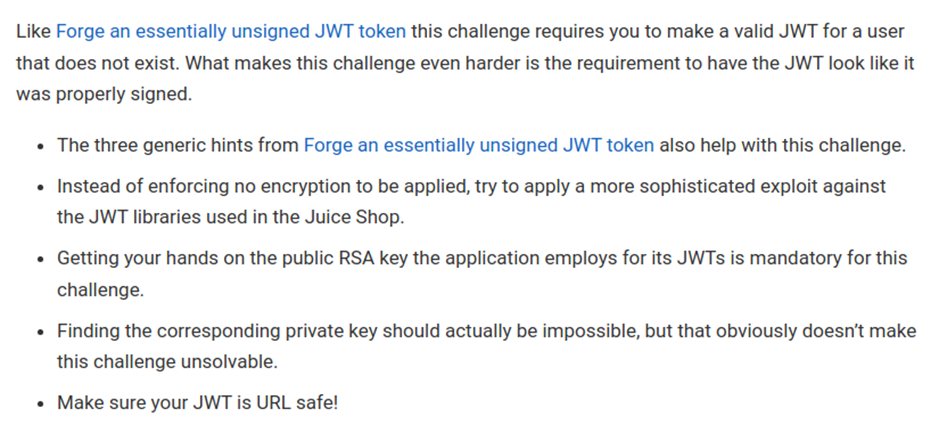 Like Forge an essentially unsigned JWT token this challenge requires you to make a valid JWT for a user
that does not exist. What makes this challenge even harder is the requirement to have the JWT look like it
was properly signed.
• The three generic hints from Forge an essentially unsigned JWT token also help with this challenge.
• Instead of enforcing no encryption to be applied, try to apply a more sophisticated exploit against
the JWT libraries used in the Juice Shop.
• Getting your hands on the public RSA key the application employs for its JWTs is mandatory for this
challenge.
• Finding the corresponding private key should actually be impossible, but that obviously doesn’t make
this challenge unsolvable.
• Make sure your JWT is URL safe!